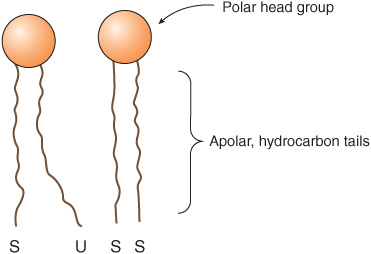 Polar head group
Apolar, hydrocarbon tails
S U S S